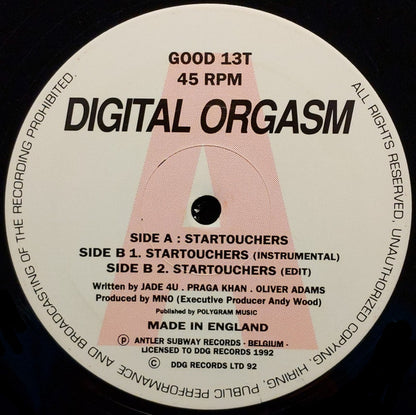 GOOD 13T
45 RPM
DIGITAL ORGASM
SIDE A : STARTOUCHERS
SIDE B 1. STARTOUCHERS (INSTRUMENTAL)
SIDE B 2. STARTOUCHERS (EDIT)
Written by JADE 4U . PRAGA KHAN . OLIVER ADAMS
Produced by MNO (Executive Producer Andy Wood)
Published by POLYGRAM MUSIC
MADE IN ENGLAND
Ⓟ ANTLER SUBWAY RECORDS - BELGIUM -
LICENSED TO DDG RECORDS 1992
© DDG RECORDS LTD 92
ALL RIGHTS RESERVED, UNAUTHORIZED COPYING, HIRING, PUBLIC PERFORMANCE AND BROADCASTING OF THE RECORDING PROHIBITED.
A